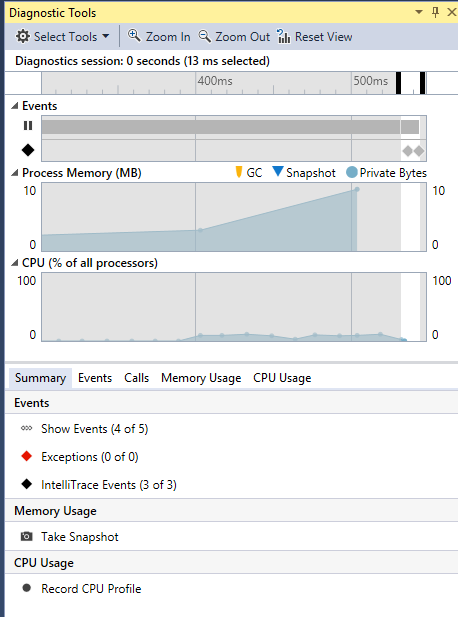 Diagnostic Tools
Select Tools Zoom In Zoom Out Reset View
Diagnostics session: 0 seconds (13 ms selected)
400ms 500ms
Events
Process Memory (MB) GC Snapshot Private Bytes
10 10
0 0
CPU (% of all processors)
100 100
0 0
Summary Events Calls Memory Usage CPU Usage
Events
Show Events (4 of 5)
Exceptions (0 of 0)
IntelliTrace Events (3 of 3)
Memory Usage
Take Snapshot
CPU Usage
Record CPU Profile